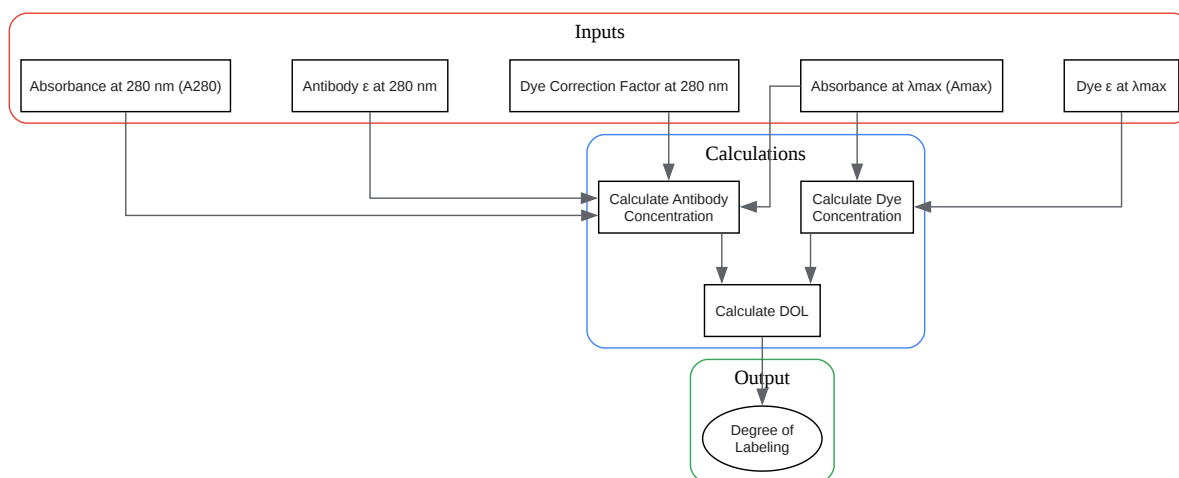 Inputs
Absorbance at 280 nm (A280)
Antibody ε at 280 nm
Dye Correction Factor at 280 nm
Absorbance at λmax (Amax)
Dye ε at λmax
Calculations
Calculate Antibody
Concentration
Calculate Dye
Concentration
Calculate DOL
Output
Degree of
Labeling